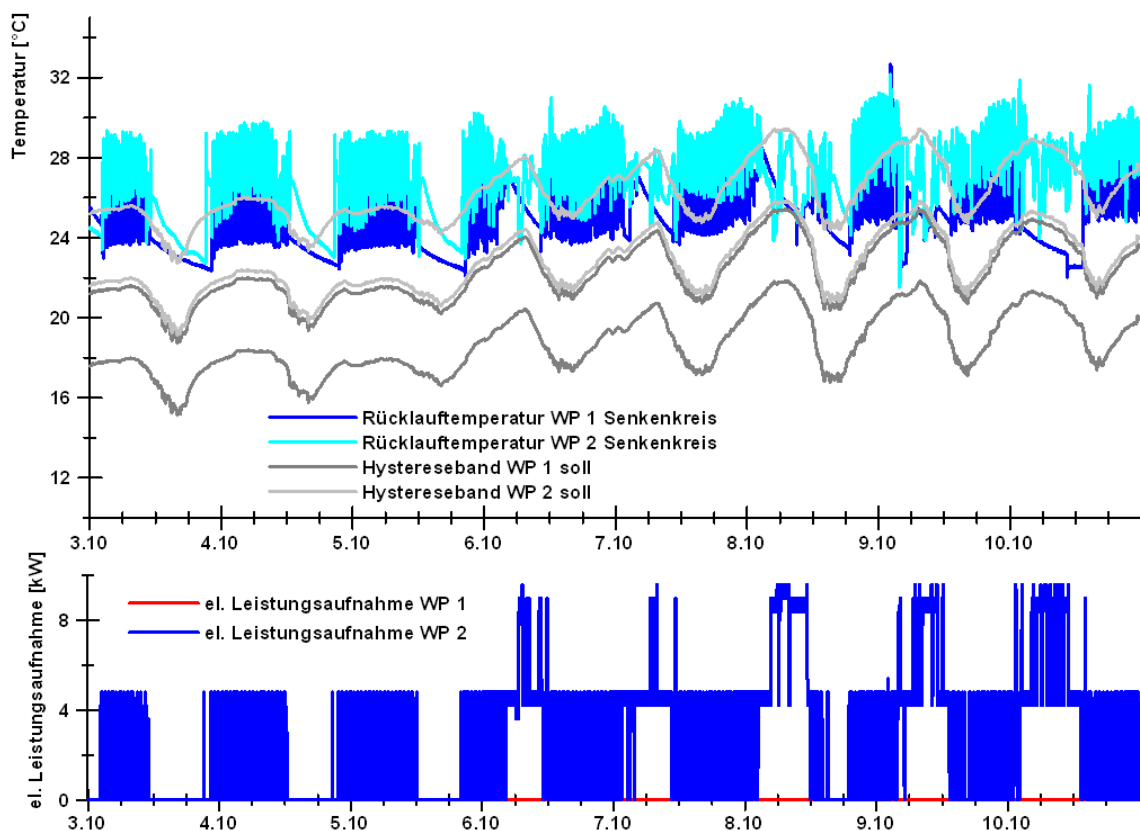 Temperatur [°C]
32
28
24
20
16
12
Rücklauftemperatur WP 1 Senkenkreis
Rücklauftemperatur WP 2 Senkenkreis
Hystereseband WP 1 soll
Hystereseband WP 2 soll
3.10 4.10 5.10 6.10 7.10 8.10 9.10 10.10
el. Leistungsaufnahme [kW]
8
4
0
el. Leistungsaufnahme WP 1
el. Leistungsaufnahme WP 2
3.10 4.10 5.10 6.10 7.10 8.10 9.10 10.10